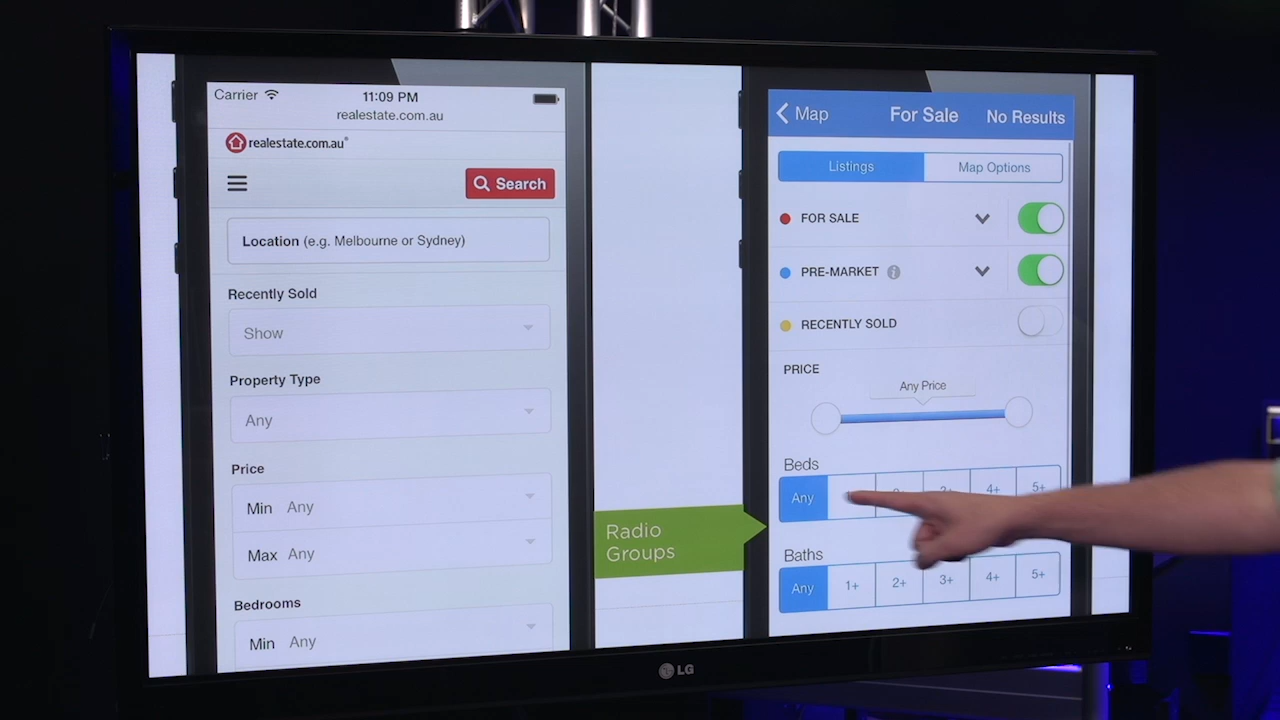 Carrier
11:09 PM
realestate.com.au
realestate.com.au
Search
Location (e.g. Melbourne or Sydney)
Recently Sold
Show
Property Type
Any
Price
Min Any
Max Any
Bedrooms
Min Any
Radio
Groups
Map
For Sale
No Results
Listings
Map Options
FOR SALE
PRE-MARKET
RECENTLY SOLD
PRICE
Any Price
Beds
Any 4+ 5+
Baths
Any 1+ 2+ 3+ 4+ 5+
LG